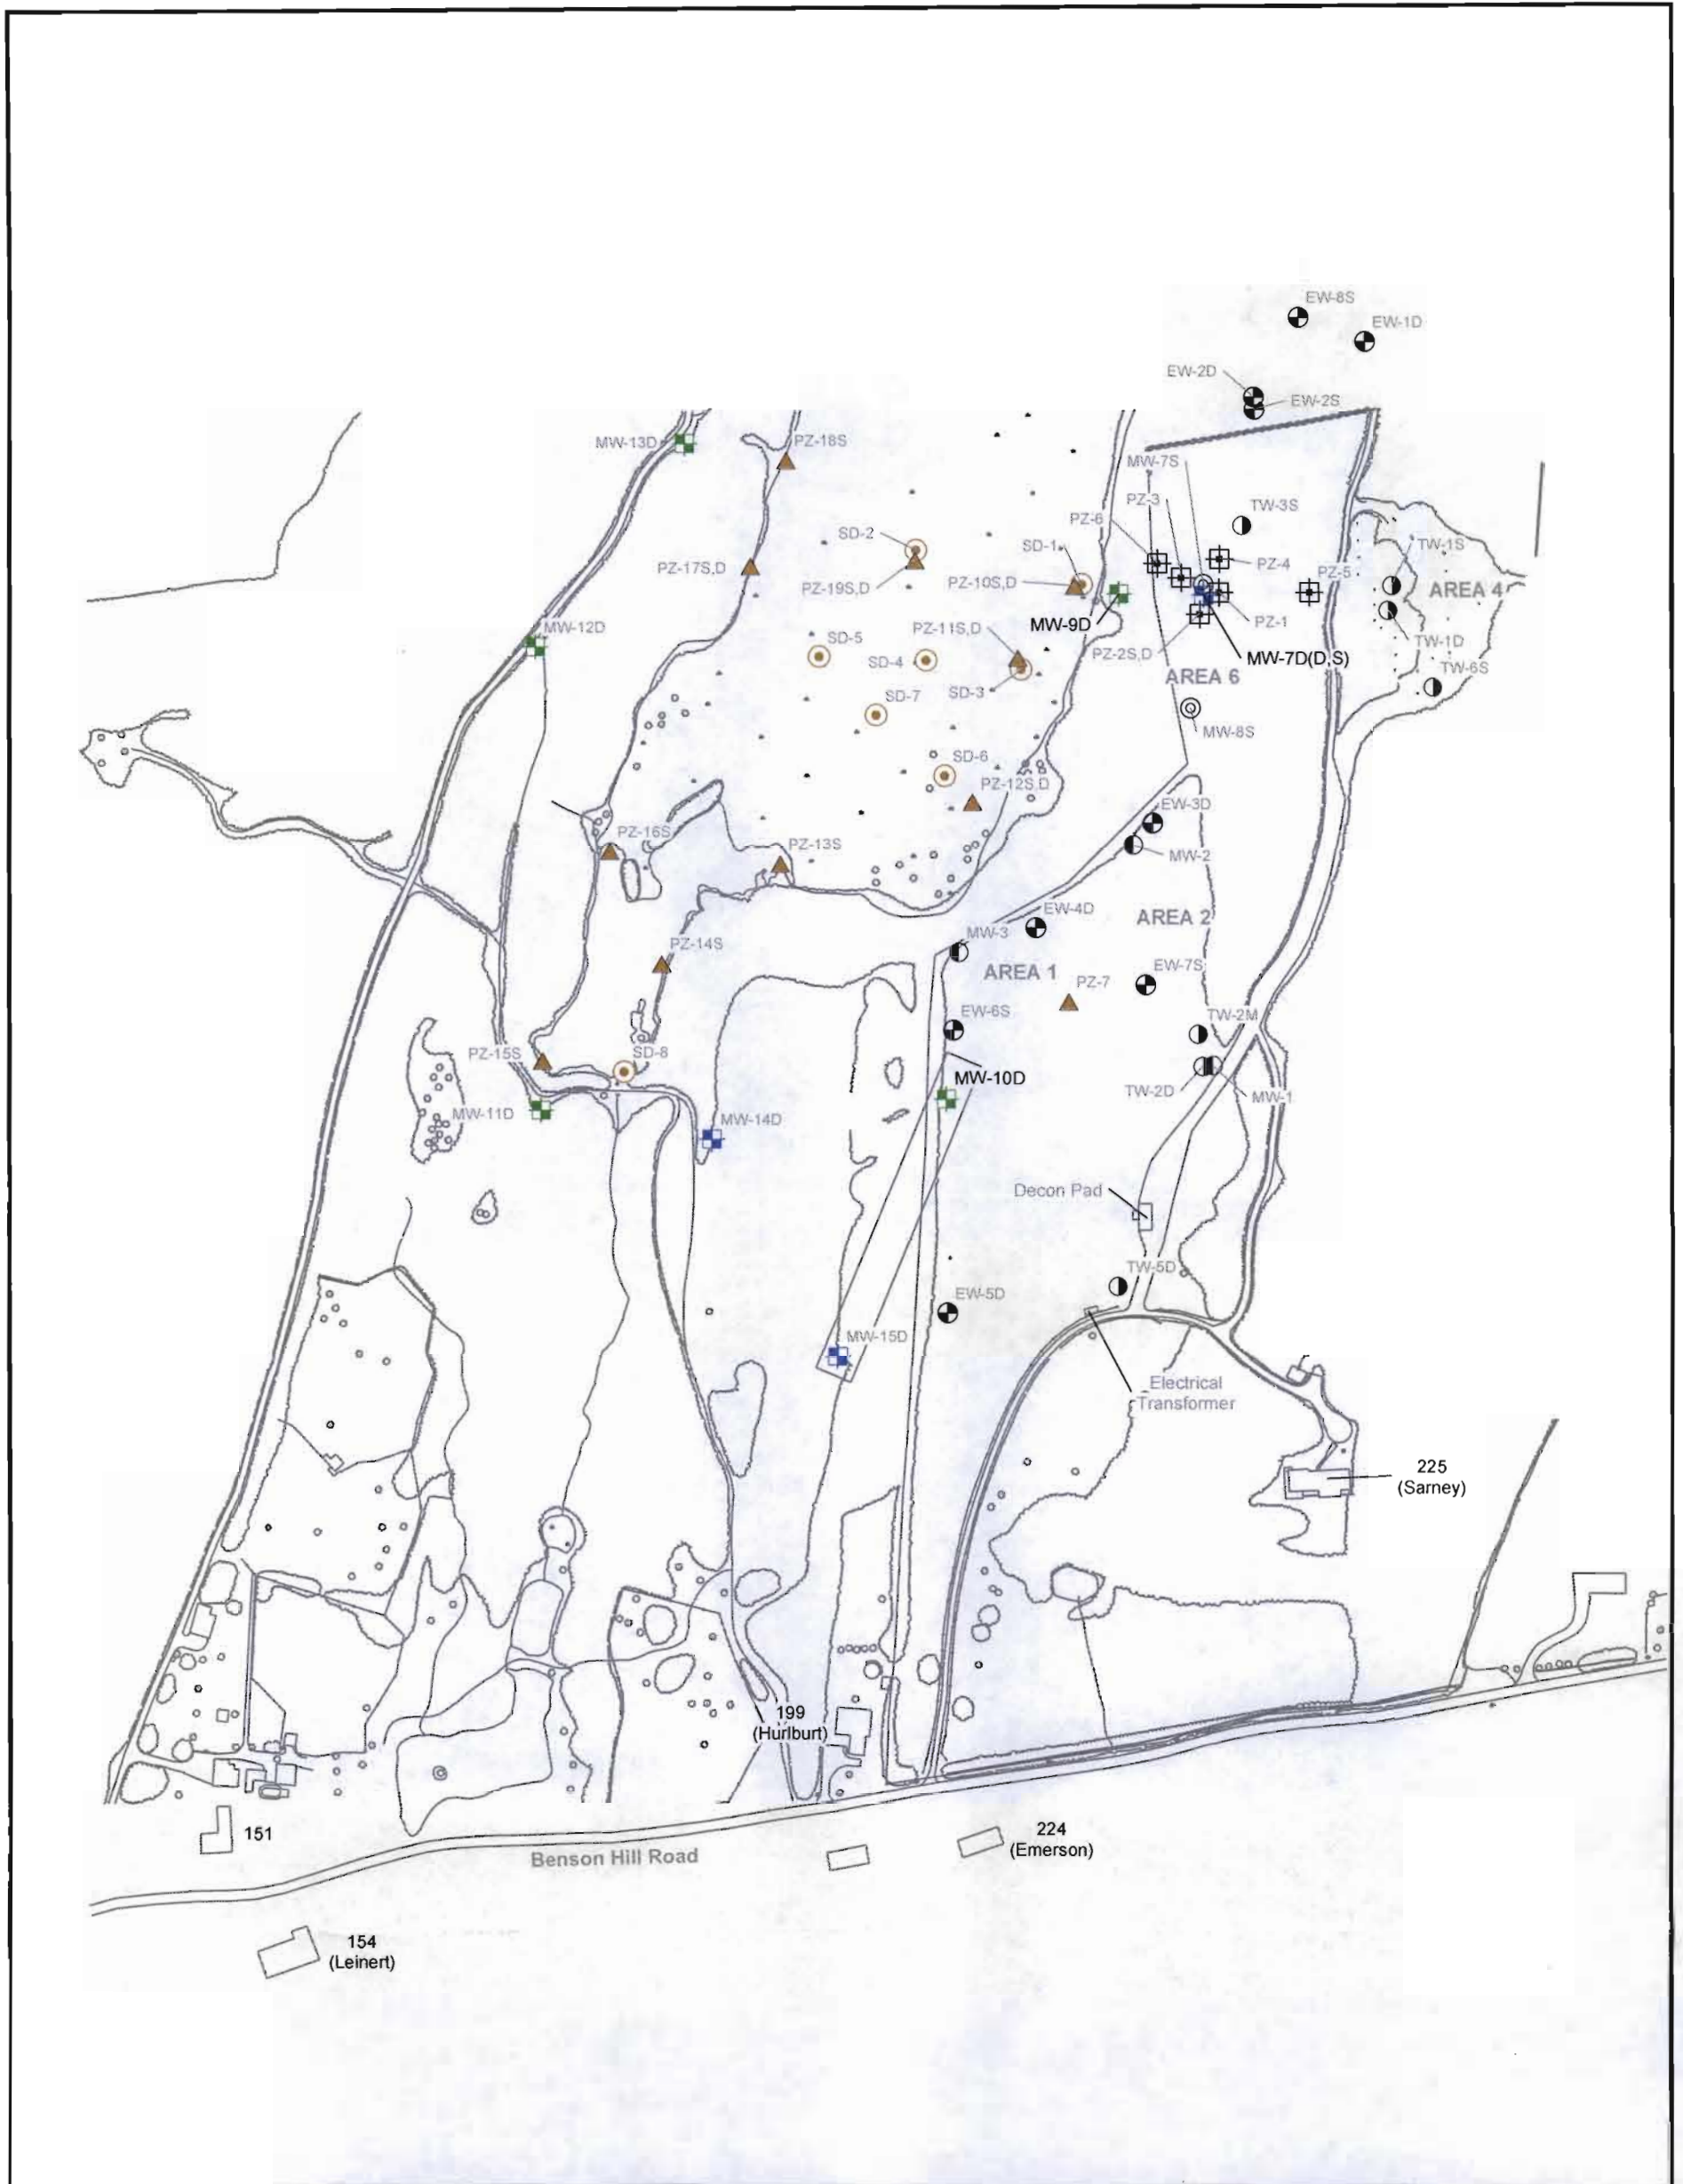 EW-8S
EW-1D
EW-2D
EW-2S
MW-13D
PZ-18S
MW-7S
PZ-3
TW-3S
PZ-6
SD-2
SD-1
TW-1S
PZ-4
PZ-17S,D
PZ-19S,D
PZ-10S,D
PZ-5
AREA 4
MW-9D
PZ-1
MW-12D
PZ-11S,D
SD-5
TW-1D
PZ-2S,D
MW-7D(D,S)
SD-4
TW-6S
AREA 6
SD-3
SD-7
MW-8S
SD-6
PZ-12S,D
EW-3D
PZ-16S
PZ-13S
MW-2
EW-4D
AREA 2
MW-3
PZ-14S
EW-7S
AREA 1
PZ-7
EW-6S
TW-2M
PZ-15S
SD-8
MW-10D
TW-2D
MW-1
MW-11D
MW-14D
Decon Pad
TW-5D
EW-5D
MW-15D
Electrical
Transformer
225
(Sarney)
199
(Hurlburt)
151
224
(Emerson)
Benson Hill Road
154
(Leinert)